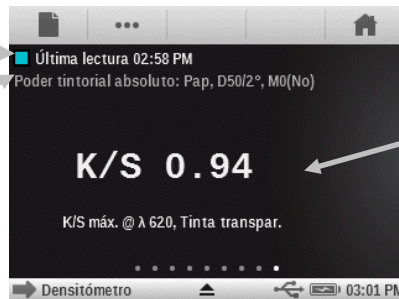 Última lectura 02:58 PM
Poder tintorial absoluto: Pap, D50/2°, M0(No)
K/S 0.94
K/S máx. @ λ 620, Tinta transpar.
Densitómetro
03:01 PM